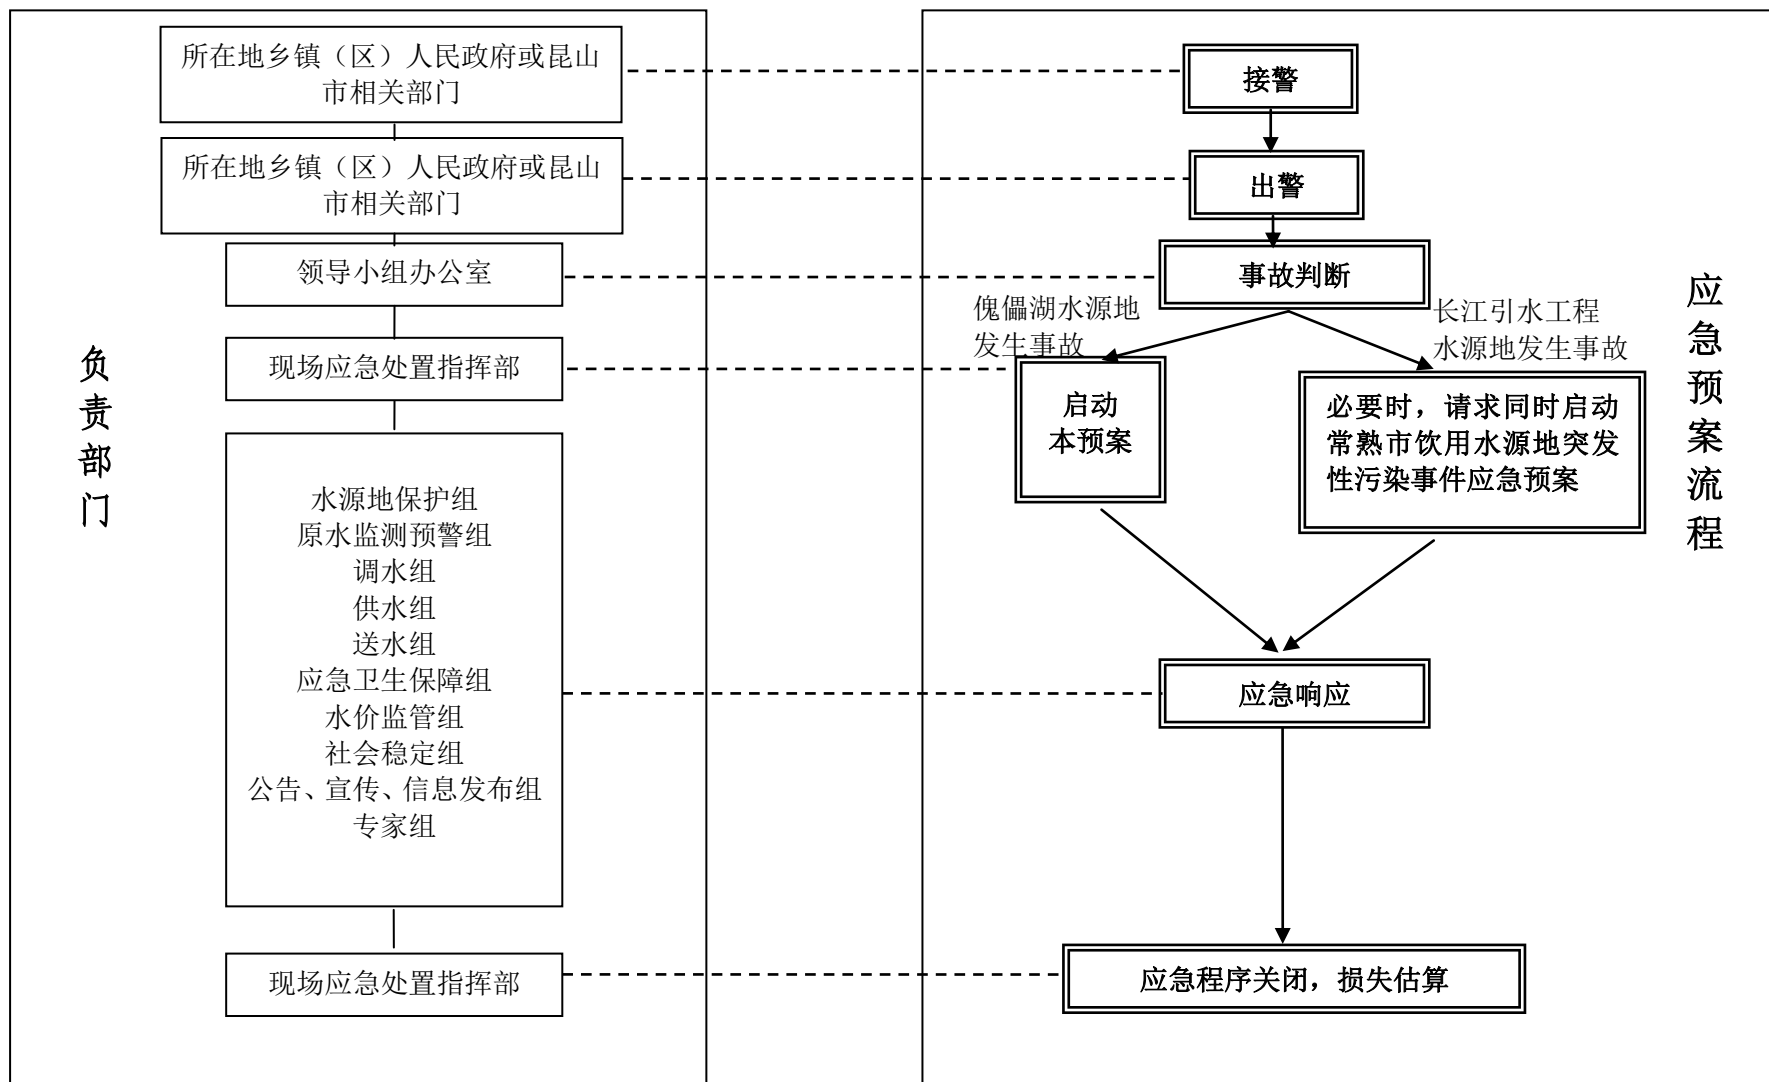 负责部门
所在地乡镇（区）人民政府或昆山
市相关部门
所在地乡镇（区）人民政府或昆山
市相关部门
领导小组办公室
现场应急处置指挥部
水源地保护组
原水监测预警组
调水组
供水组
送水组
应急卫生保障组
水价监管组
社会稳定组
公告、宣传、信息发布组
专家组
现场应急处置指挥部
应急预案流程
接警
出警
事故判断
傀儡湖水源地
发生事故
长江引水工程
水源地发生事故
启动
本预案
必要时，请求同时启动
常熟市饮用水源地突发
性污染事件应急预案
应急响应
应急程序关闭，损失估算